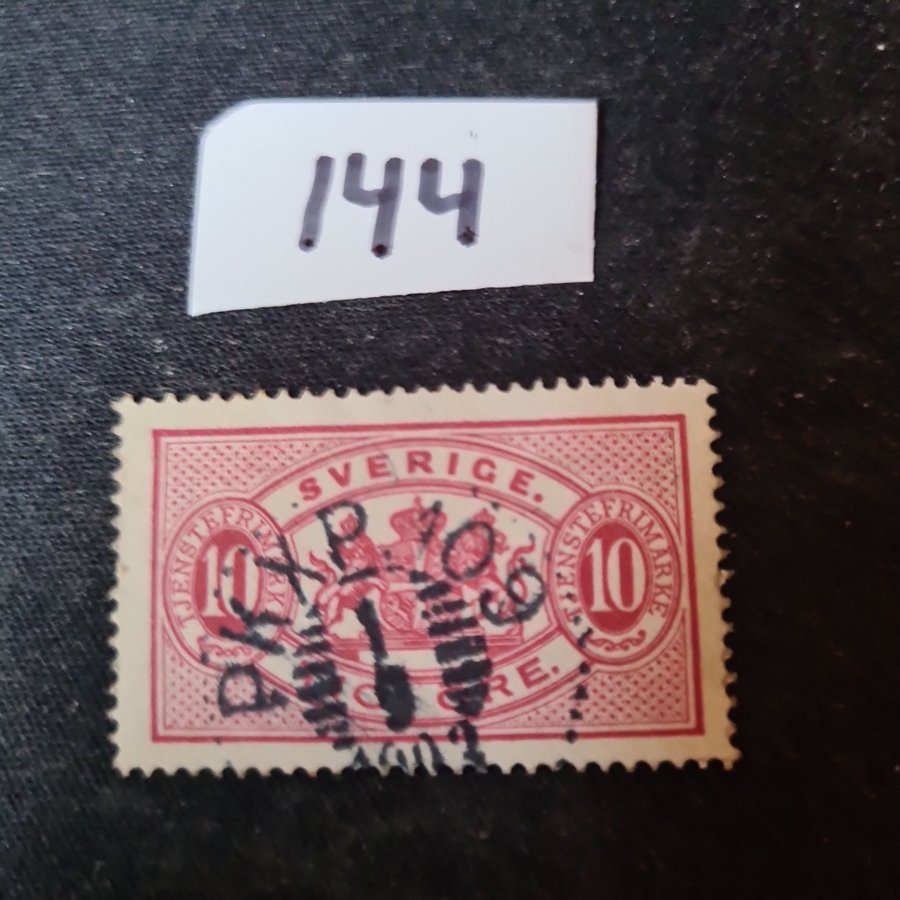 144
SVERIGE.
TJENSTEFRIMÄRKE
10
TJENSTEFRIMÄRKE
10
ÖRE.
PKXP